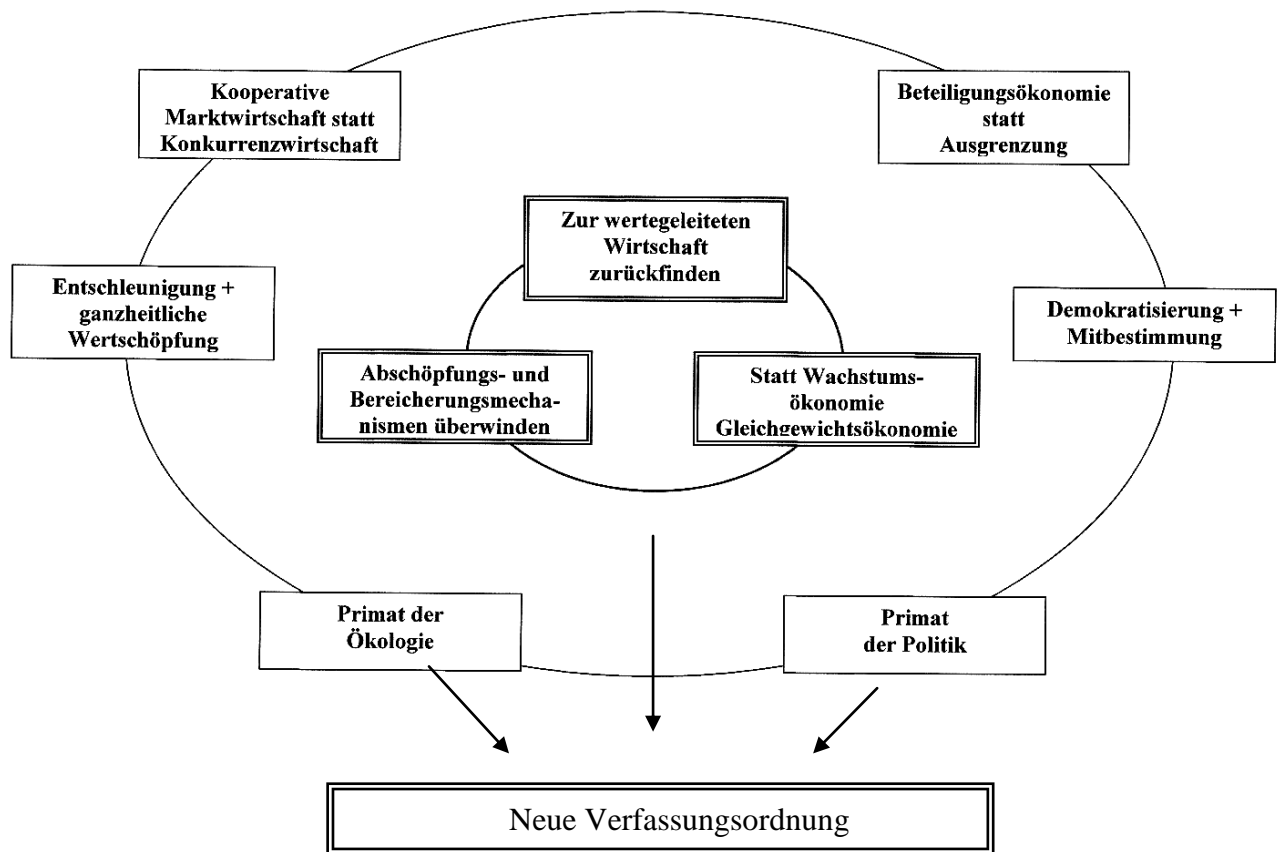 Kooperative
Marktwirtschaft statt
Konkurrenzwirtschaft
Beteiligungsökonomie
statt
Ausgrenzung
Zur wertegeleiteten
Wirtschaft
zurückfinden
Entschleunigung +
ganzheitliche
Wertschöpfung
Demokratisierung +
Mitbestimmung
Abschöpfungs- und
Bereicherungsmecha-
nismen überwinden
Statt Wachstums-
ökonomie
Gleichgewichtsökonomie
Primat der
Ökologie
Primat
der Politik
Neue Verfassungsordnung